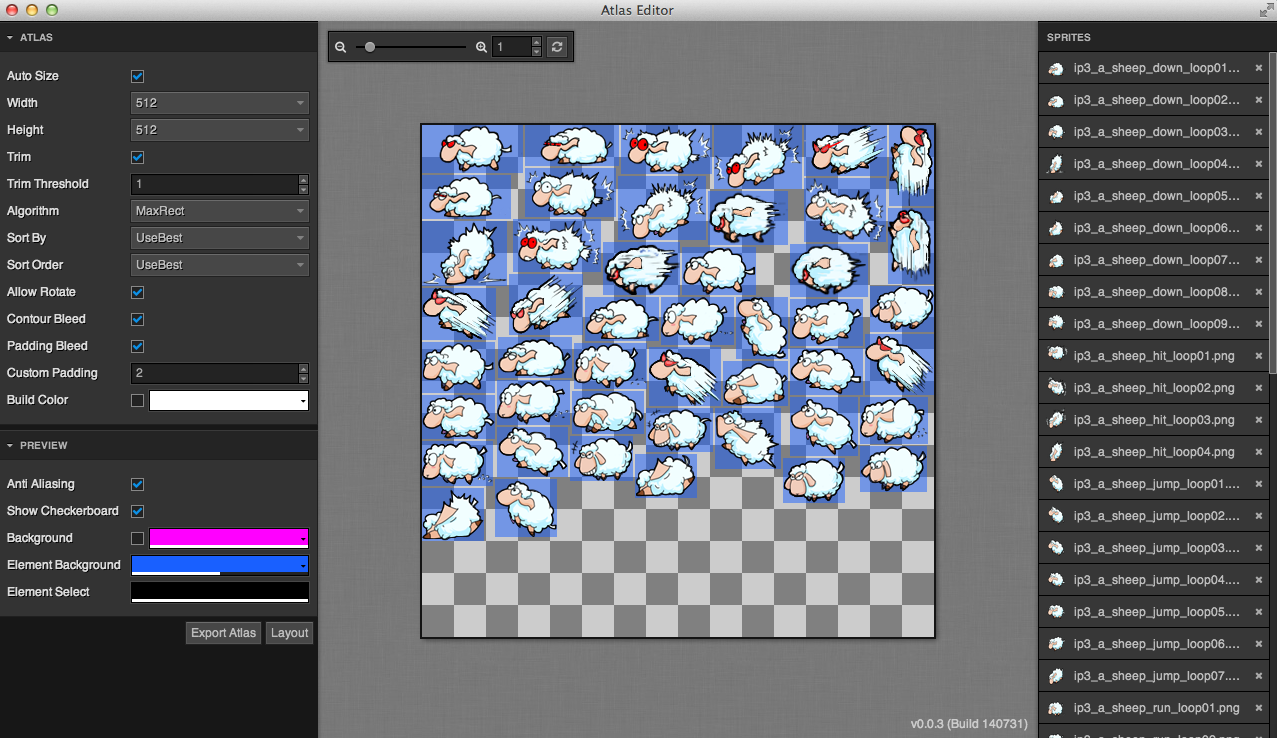 Atlas Editor
ATLAS
Auto Size
Width 512
Height 512
Trim
Trim Threshold 1
Algorithm MaxRect
Sort By UseBest
Sort Order UseBest
Allow Rotate
Contour Bleed
Padding Bleed
Custom Padding 2
Build Color
PREVIEW
Anti Aliasing
Show Checkerboard
Background
Element Background
Element Select
Export Atlas Layout
1
v0.0.3 (Build 140731)
SPRITES
ip3_a_sheep_down_loop01...
ip3_a_sheep_down_loop02...
ip3_a_sheep_down_loop03...
ip3_a_sheep_down_loop04...
ip3_a_sheep_down_loop05...
ip3_a_sheep_down_loop06...
ip3_a_sheep_down_loop07...
ip3_a_sheep_down_loop08...
ip3_a_sheep_down_loop09...
ip3_a_sheep_hit_loop01.png
ip3_a_sheep_hit_loop02.png
ip3_a_sheep_hit_loop03.png
ip3_a_sheep_hit_loop04.png
ip3_a_sheep_jump_loop01....
ip3_a_sheep_jump_loop02....
ip3_a_sheep_jump_loop03....
ip3_a_sheep_jump_loop04....
ip3_a_sheep_jump_loop05....
ip3_a_sheep_jump_loop06....
ip3_a_sheep_jump_loop07....
ip3_a_sheep_run_loop01.png